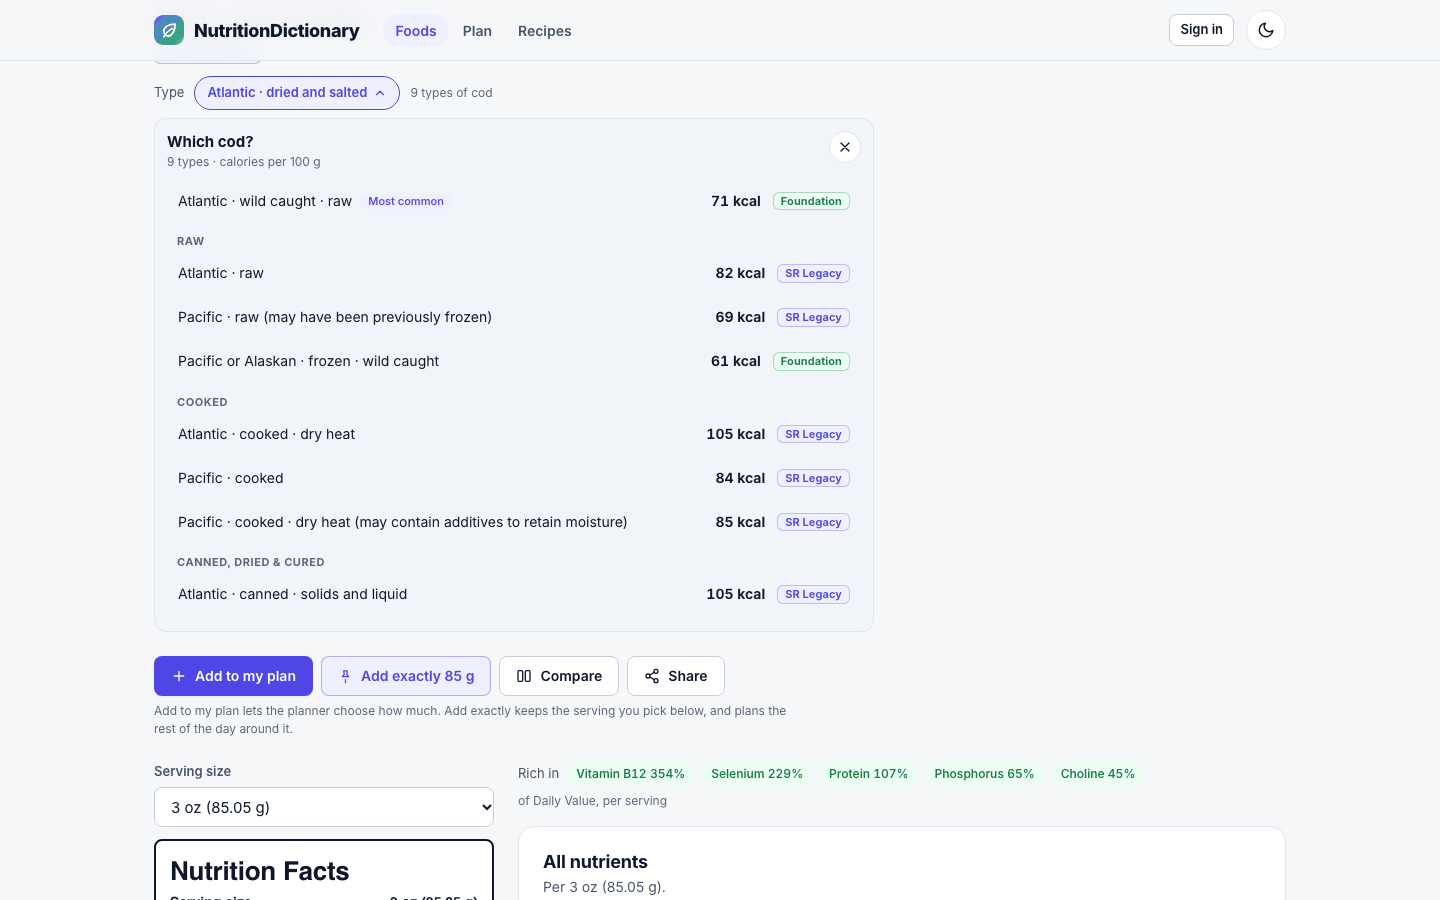 NutritionDictionary
Foods
Plan
Recipes
Sign in
Type
Atlantic · dried and salted
9 types of cod
Which cod?
9 types · calories per 100 g
Atlantic · wild caught · raw Most common 71 kcal Foundation
RAW
Atlantic · raw 82 kcal SR Legacy
Pacific · raw (may have been previously frozen) 69 kcal SR Legacy
Pacific or Alaskan · frozen · wild caught 61 kcal Foundation
COOKED
Atlantic · cooked · dry heat 105 kcal SR Legacy
Pacific · cooked 84 kcal SR Legacy
Pacific · cooked · dry heat (may contain additives to retain moisture) 85 kcal SR Legacy
CANNED, DRIED & CURED
Atlantic · canned · solids and liquid 105 kcal SR Legacy
Add to my plan
Add exactly 85 g
Compare
Share
Add to my plan lets the planner choose how much. Add exactly keeps the serving you pick below, and plans the
rest of the day around it.
Serving size
3 oz (85.05 g)
Nutrition Facts
Rich in Vitamin B12 354% Selenium 229% Protein 107% Phosphorus 65% Choline 45%
of Daily Value, per serving
All nutrients
Per 3 oz (85.05 g).